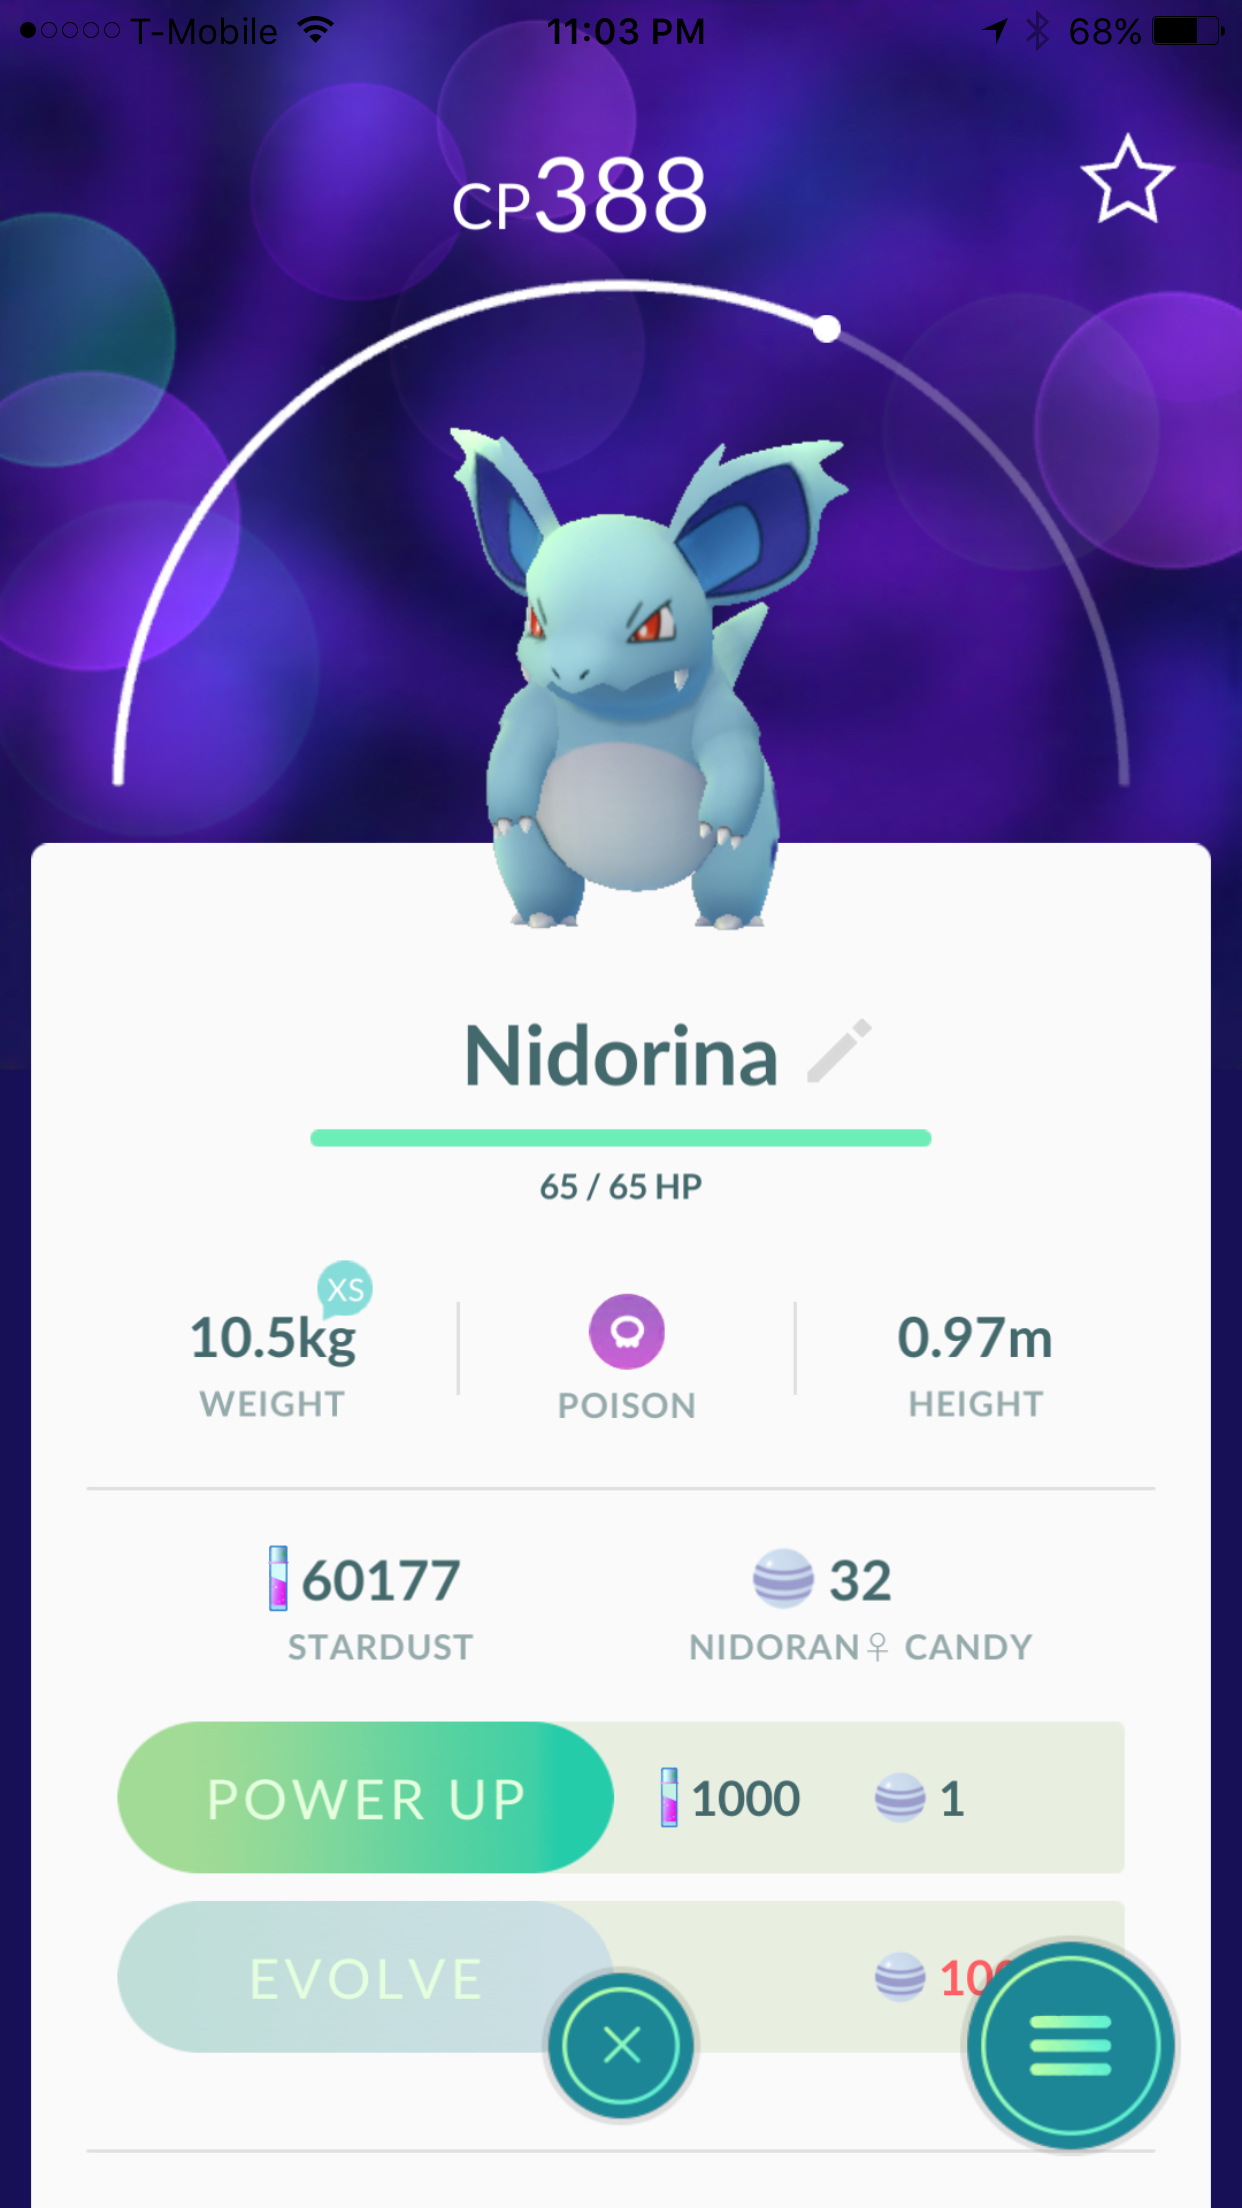 T-Mobile 11:03 PM 68%
CP388
Nidorina
65 / 65 HP
XS
10.5kg 0.97m
WEIGHT POISON HEIGHT
60177 32
STARDUST NIDORAN♀ CANDY
POWER UP 1000 1
EVOLVE